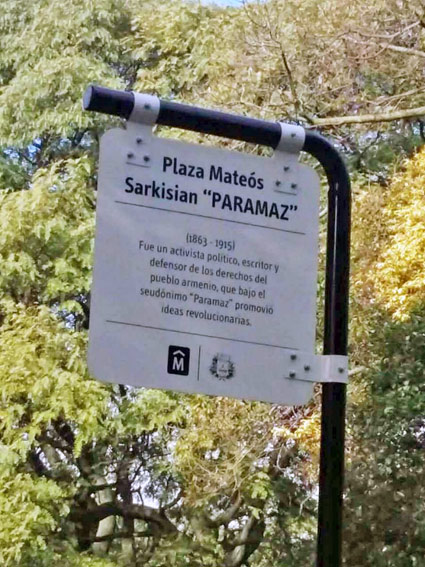 Plaza Mateós
Sarkisian “PARAMAZ”
(1863 - 1915)
Fue un activista político, escritor y
defensor de los derechos del
pueblo armenio, que bajo el
seudónimo “Paramaz” promovió
ideas revolucionarias.
M